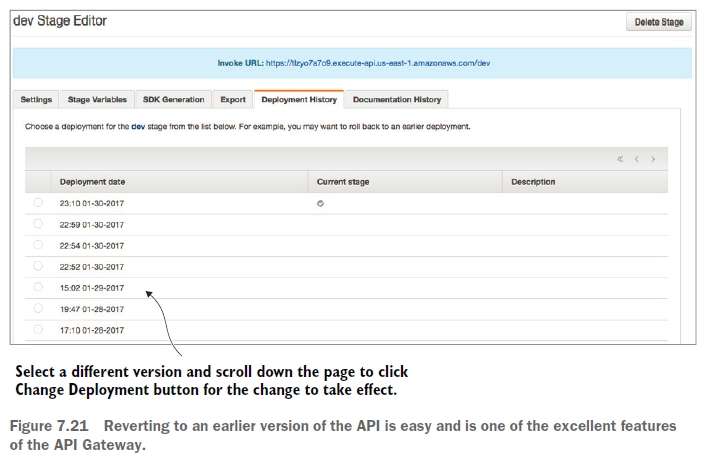 dev Stage Editor
Delete Stage
Invoke URL: https://tlzyo7a7o9.execute-api.us-east-1.amazonaws.com/dev
Settings Stage Variables SDK Generation Export Deployment History Documentation History
Choose a deployment for the dev stage from the list below. For example, you may want to roll back to an earlier deployment.
Deployment date Current stage Description
23:10 01-30-2017
22:59 01-30-2017
22:54 01-30-2017
22:52 01-30-2017
15:02 01-29-2017
19:47 01-28-2017
17:10 01-28-2017
Select a different version and scroll down the page to click
Change Deployment button for the change to take effect.
Figure 7.21 Reverting to an earlier version of the API is easy and is one of the excellent features
of the API Gateway.